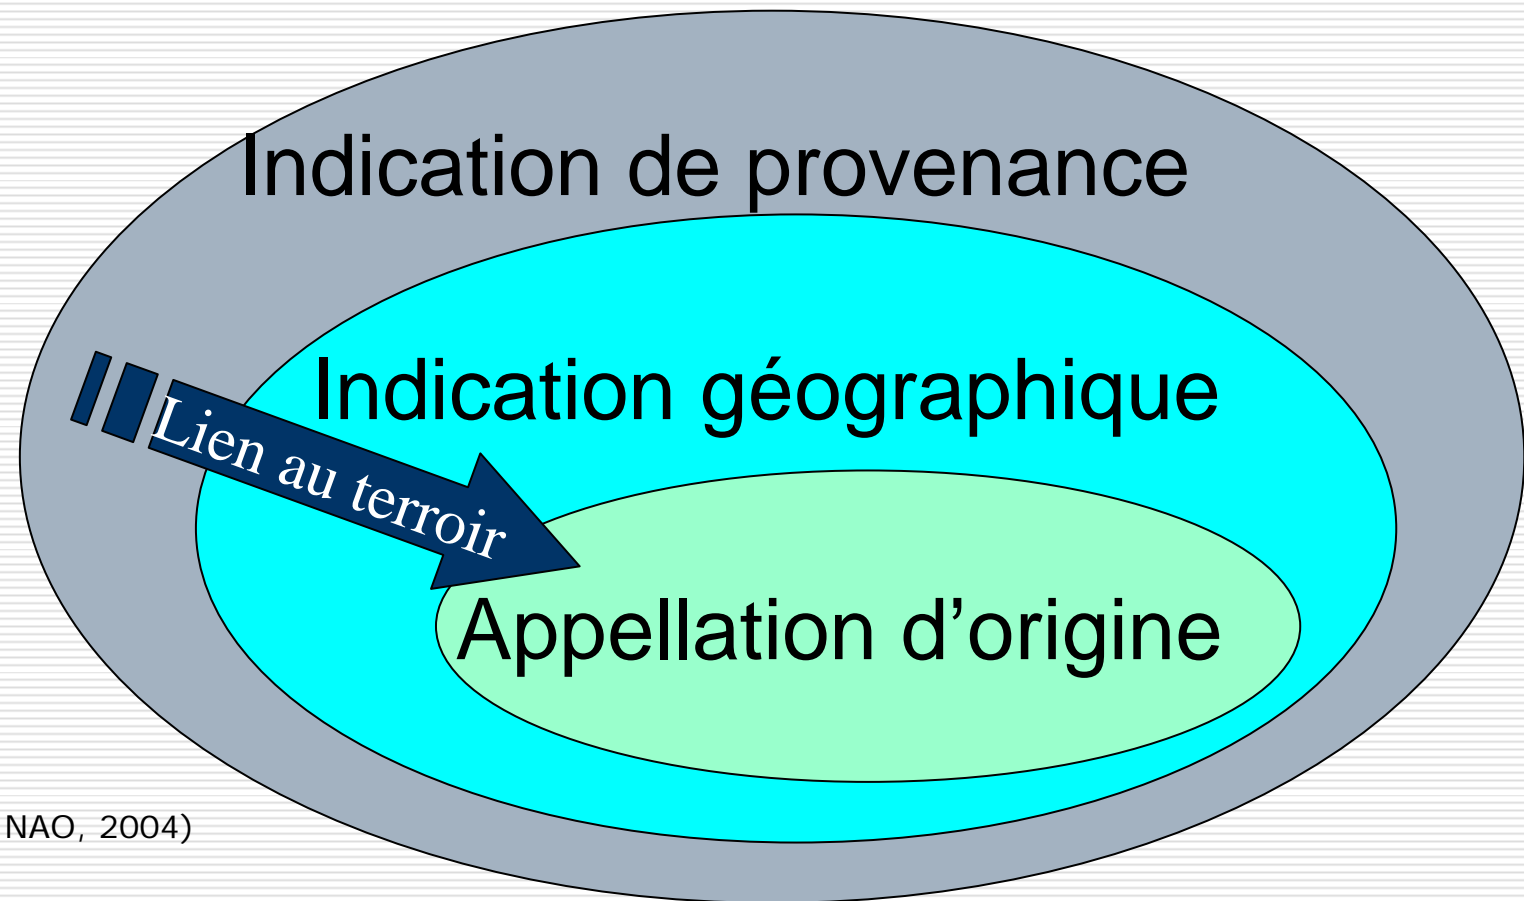 Indication de provenance
Indication géographique
Lien au terroir
Appellation d’origine
NAO, 2004)